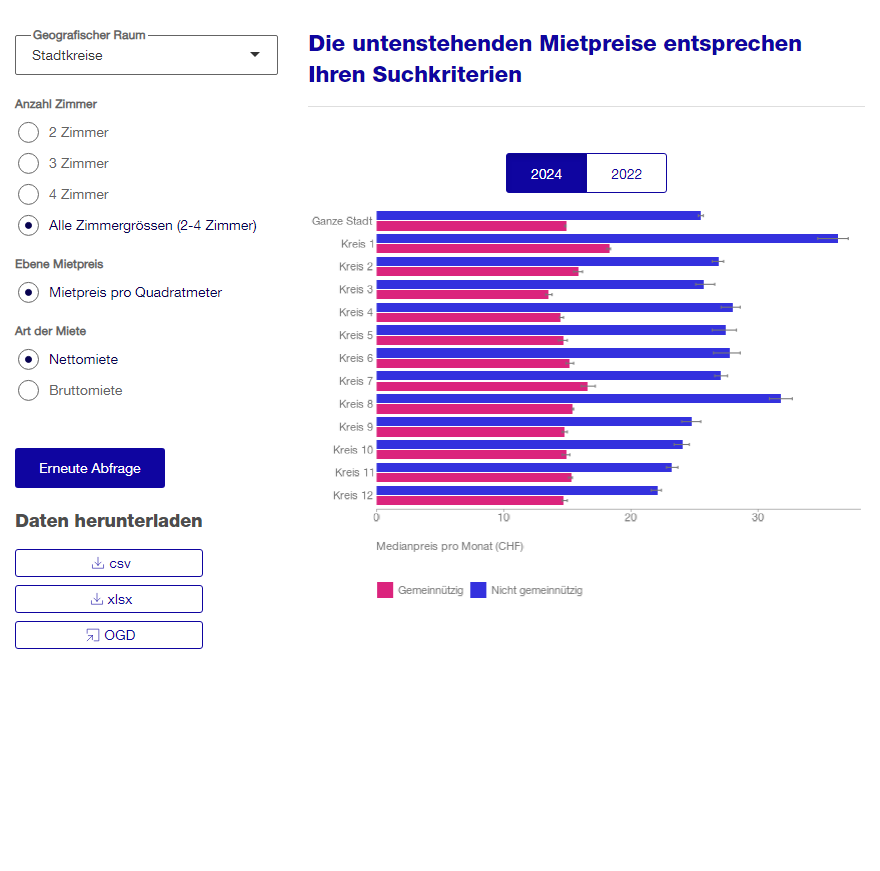 Geografischer Raum
Stadtkreise
Anzahl Zimmer
2 Zimmer
3 Zimmer
4 Zimmer
Alle Zimmergrössen (2-4 Zimmer)
Ebene Mietpreis
Mietpreis pro Quadratmeter
Art der Miete
Nettomiete
Bruttomiete
Erneute Abfrage
Daten herunterladen
csv
xlsx
OGD
Die untenstehenden Mietpreise entsprechen
Ihren Suchkriterien
2024 2022
Ganze Stadt
Kreis 1
Kreis 2
Kreis 3
Kreis 4
Kreis 5
Kreis 6
Kreis 7
Kreis 8
Kreis 9
Kreis 10
Kreis 11
Kreis 12
0 10 20 30
Medianpreis pro Monat (CHF)
Gemeinnützig Nicht gemeinnützig